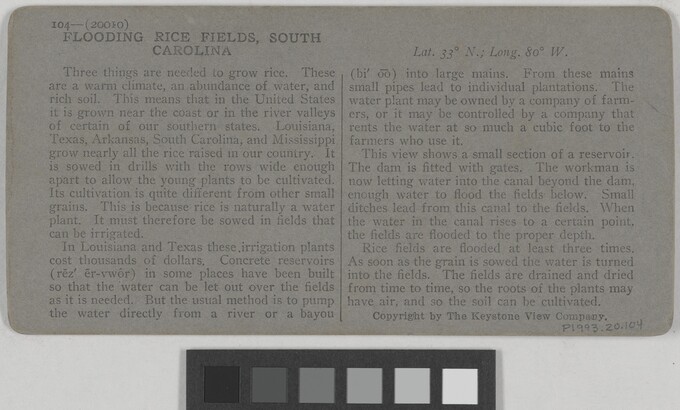 104—(20010)
FLOODING RICE FIELDS, SOUTH
CAROLINA
Lat. 33° N.; Long. 80° W.
Three things are needed to grow rice. These
are a warm climate, an abundance of water, and
rich soil. This means that in the United States
it is grown near the coast or in the river valleys
of certain of our southern states. Louisiana,
Texas, Arkansas, South Carolina, and Mississippi
grow nearly all the rice raised in our country. It
is sowed in drills with the rows wide enough
apart to allow the young plants to be cultivated.
Its cultivation is quite different from other small
grains. This is because rice is naturally a water
plant. It must therefore be sowed in fields that
can be irrigated.
In Louisiana and Texas these irrigation plants
cost thousands of dollars. Concrete reservoirs
(rĕz′ ẽr-vwôr) in some places have been built
so that the water can be let out over the fields
as it is needed. But the usual method is to pump
the water directly from a river or a bayou
(bī′ o͞o) into large mains. From these mains
small pipes lead to individual plantations. The
water plant may be owned by a company of farm-
ers, or it may be controlled by a company that
rents the water at so much a cubic foot to the
farmers who use it.
This view shows a small section of a reservoir.
The dam is fitted with gates. The workman is
now letting water into the canal beyond the dam,
enough water to flood the fields below. Small
ditches lead from this canal to the fields. When
the water in the canal rises to a certain point,
the fields are flooded to the proper depth.
Rice fields are flooded at least three times.
As soon as the grain is sowed the water is turned
into the fields. The fields are drained and dried
from time to time, so the roots of the plants may
have air, and so the soil can be cultivated.
Copyright by The Keystone View Company.
P1993.20.104